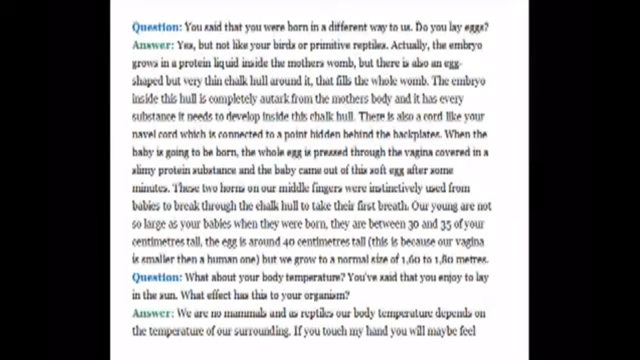 Question: You said that you were born in a different way to us. Do you lay eggs?
Answer: Yes, but not like your birds or primitive reptiles. Actually, the embryo
grows in a protein liquid inside the mothers womb, but there is also an egg-
shaped but very thin chalk hull around it, that fills the whole womb. The embryo
inside this hull is completely autark from the mothers body and it has every
substance it needs to develop inside this chalk hull. There is also a cord like your
navel cord which is connected to a point hidden behind the backplates. When the
baby is going to be born, the whole egg is pressed through the vagina covered in a
slimy protein substance and the baby came out of this soft egg after some
minutes. These two horns on our middle fingers were instinctively used from
babies to break through the chalk hull to take their first breath. Our young are not
so large as your babies when they were born, they are between 30 and 35 of your
centimetres tall, the egg is around 40 centimetres tall (this is because our vagina
is smaller then a human one) but we grow to a normal size of 1,60 to 1,80 metres.
Question: What about your body temperature? You've said that you enjoy to lay
in the sun. What effect has this to your organism?
Answer: We are no mammals and as reptiles our body temperature depends on
the temperature of our surrounding. If you touch my hand you will maybe feel